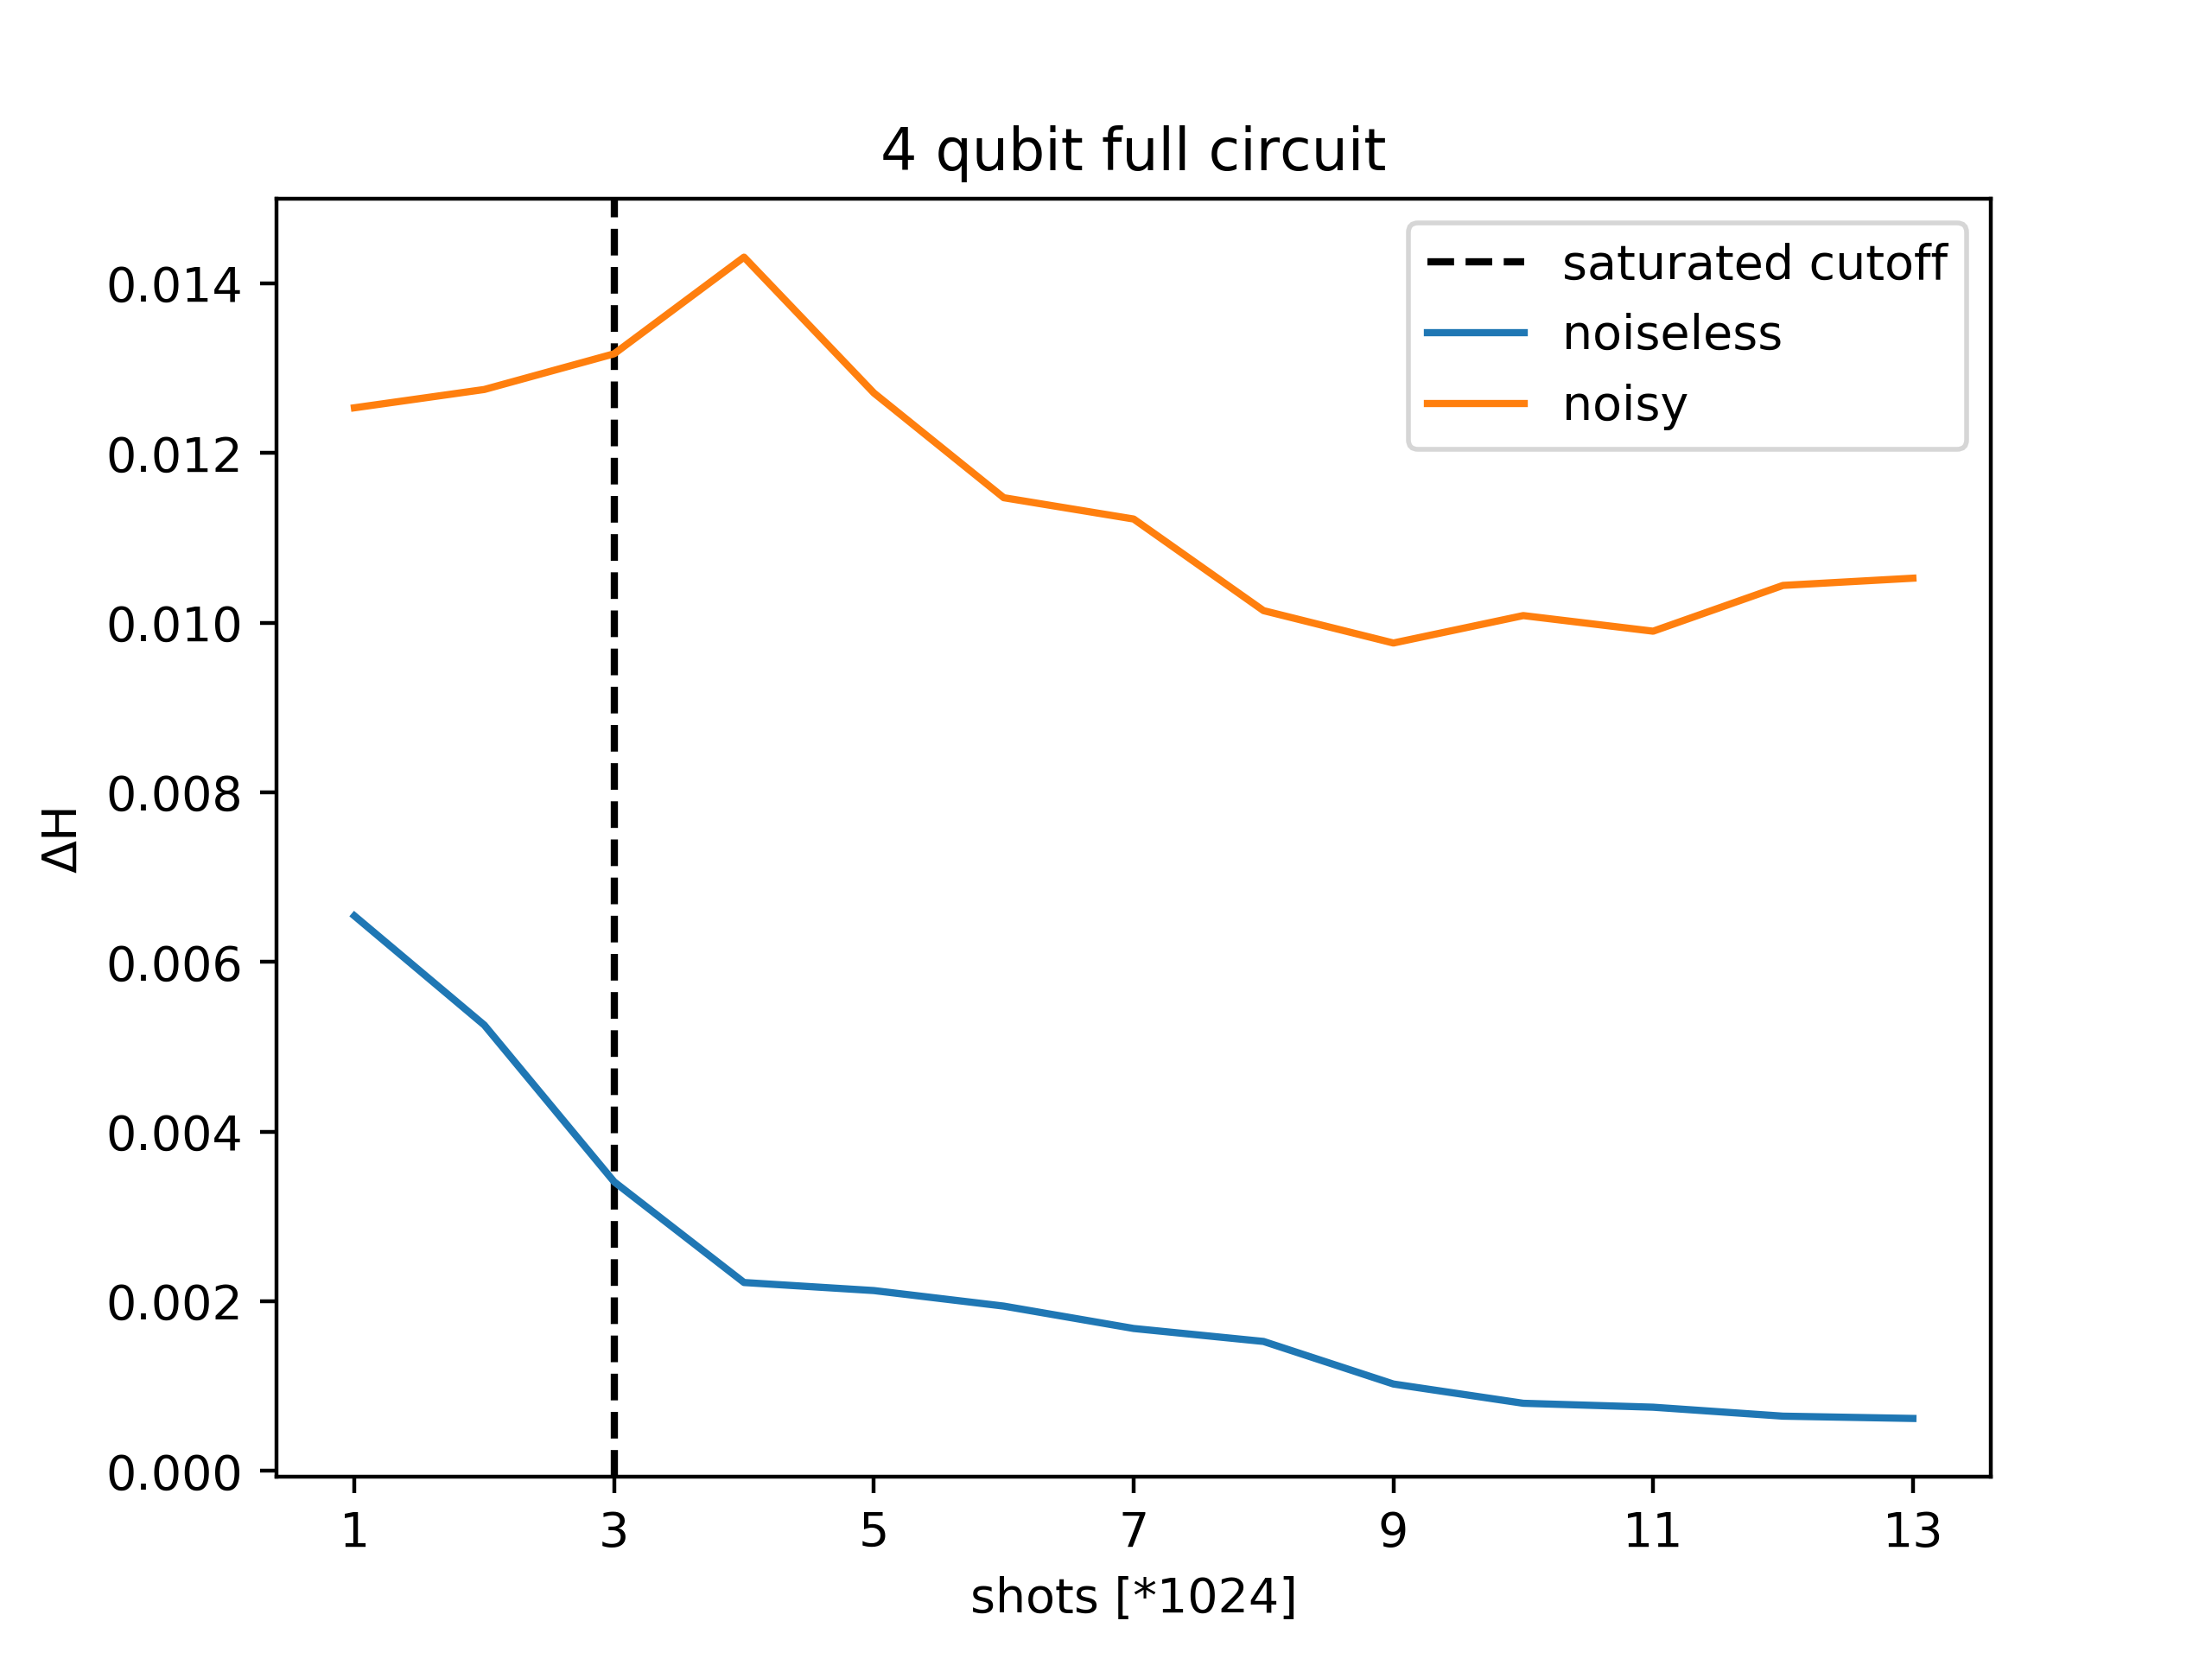 4 qubit full circuit
saturated cutoff
noiseless
noisy
0.014
0.012
0.010
0.008
0.006
0.004
0.002
0.000
ΔH
1 3 5 7 9 11 13
shots [*1024]